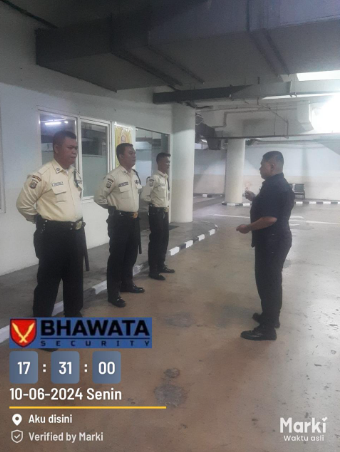 BHAWATA
SECURITY
17 : 31 : 00
10-06-2024 Senin
Aku disini
Verified by Marki
Marki
Waktu asli